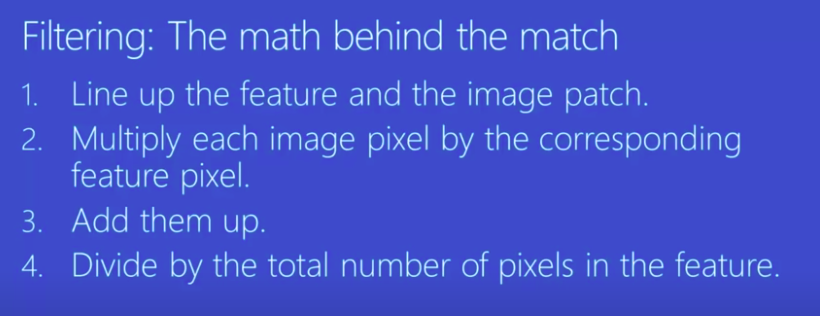 Filtering: The math behind the match
1. Line up the feature and the image patch.
2. Multiply each image pixel by the corresponding
feature pixel.
3. Add them up.
4. Divide by the total number of pixels in the feature.